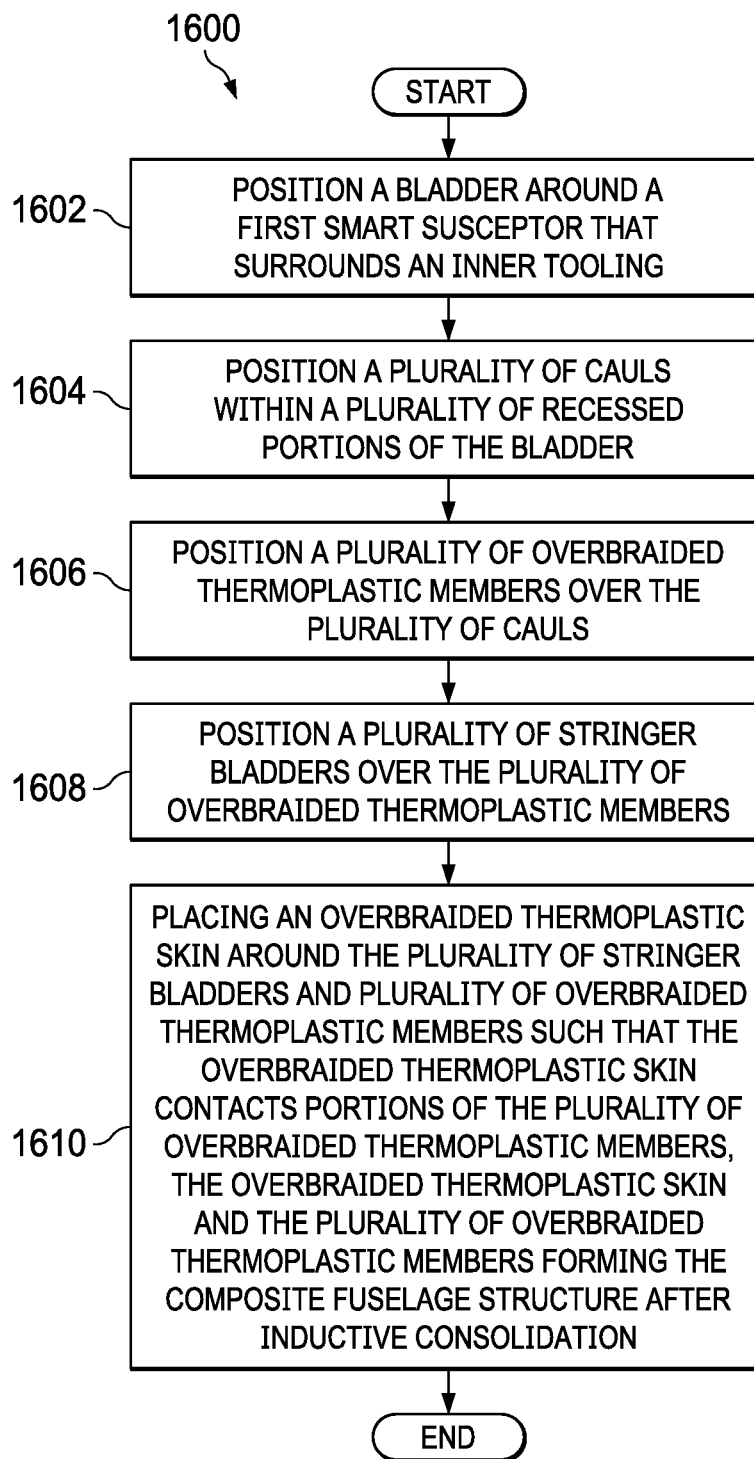 1600
START
1602
POSITION A BLADDER AROUND A
FIRST SMART SUSCEPTOR THAT
SURROUNDS AN INNER TOOLING
1604
POSITION A PLURALITY OF CAULS
WITHIN A PLURALITY OF RECESSED
PORTIONS OF THE BLADDER
1606
POSITION A PLURALITY OF OVERBRAIDED
THERMOPLASTIC MEMBERS OVER THE
PLURALITY OF CAULS
1608
POSITION A PLURALITY OF STRINGER
BLADDERS OVER THE PLURALITY OF
OVERBRAIDED THERMOPLASTIC MEMBERS
1610
PLACING AN OVERBRAIDED THERMOPLASTIC
SKIN AROUND THE PLURALITY OF STRINGER
BLADDERS AND PLURALITY OF OVERBRAIDED
THERMOPLASTIC MEMBERS SUCH THAT THE
OVERBRAIDED THERMOPLASTIC SKIN
CONTACTS PORTIONS OF THE PLURALITY OF
OVERBRAIDED THERMOPLASTIC MEMBERS,
THE OVERBRAIDED THERMOPLASTIC SKIN
AND THE PLURALITY OF OVERBRAIDED
THERMOPLASTIC MEMBERS FORMING THE
COMPOSITE FUSELAGE STRUCTURE AFTER
INDUCTIVE CONSOLIDATION
END